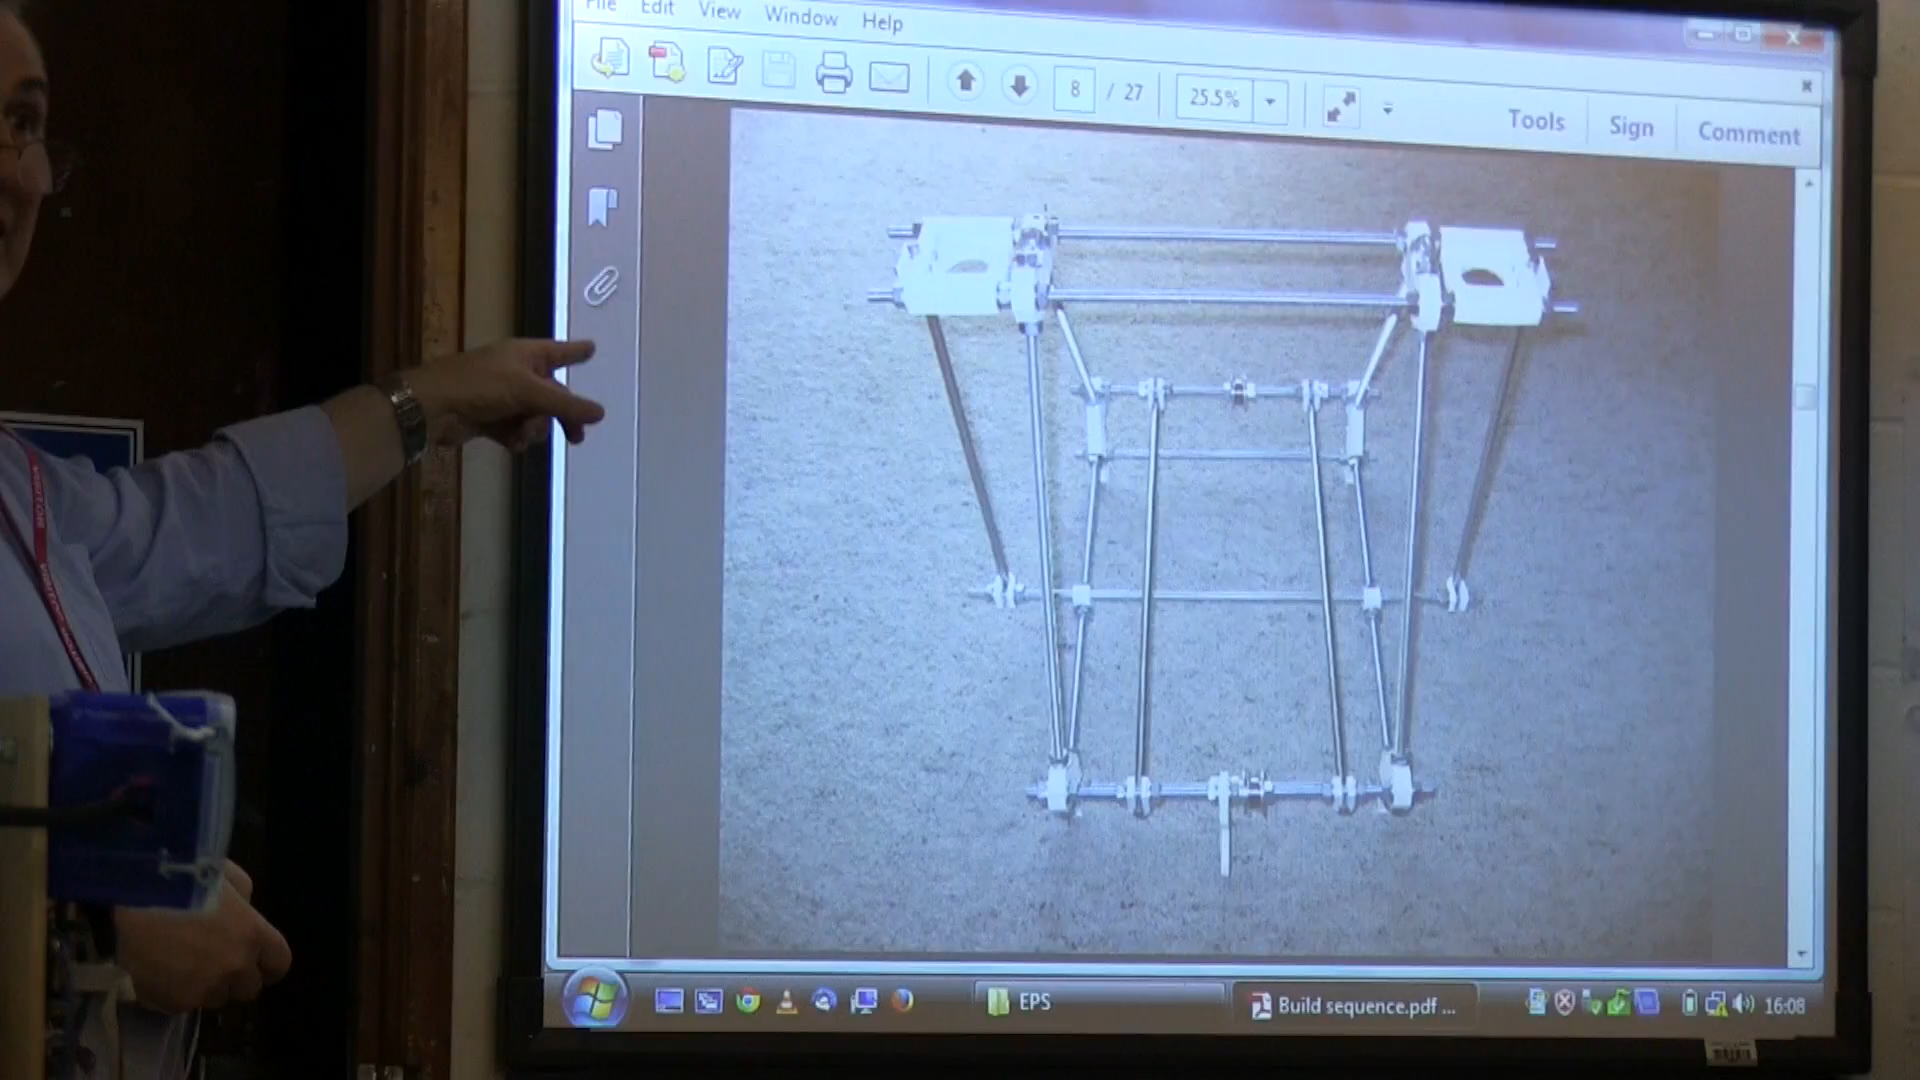 File Edit View Window Help
8 / 27
25.5%
Tools Sign Comment
EPS
Build sequence.pdf ...
16:08